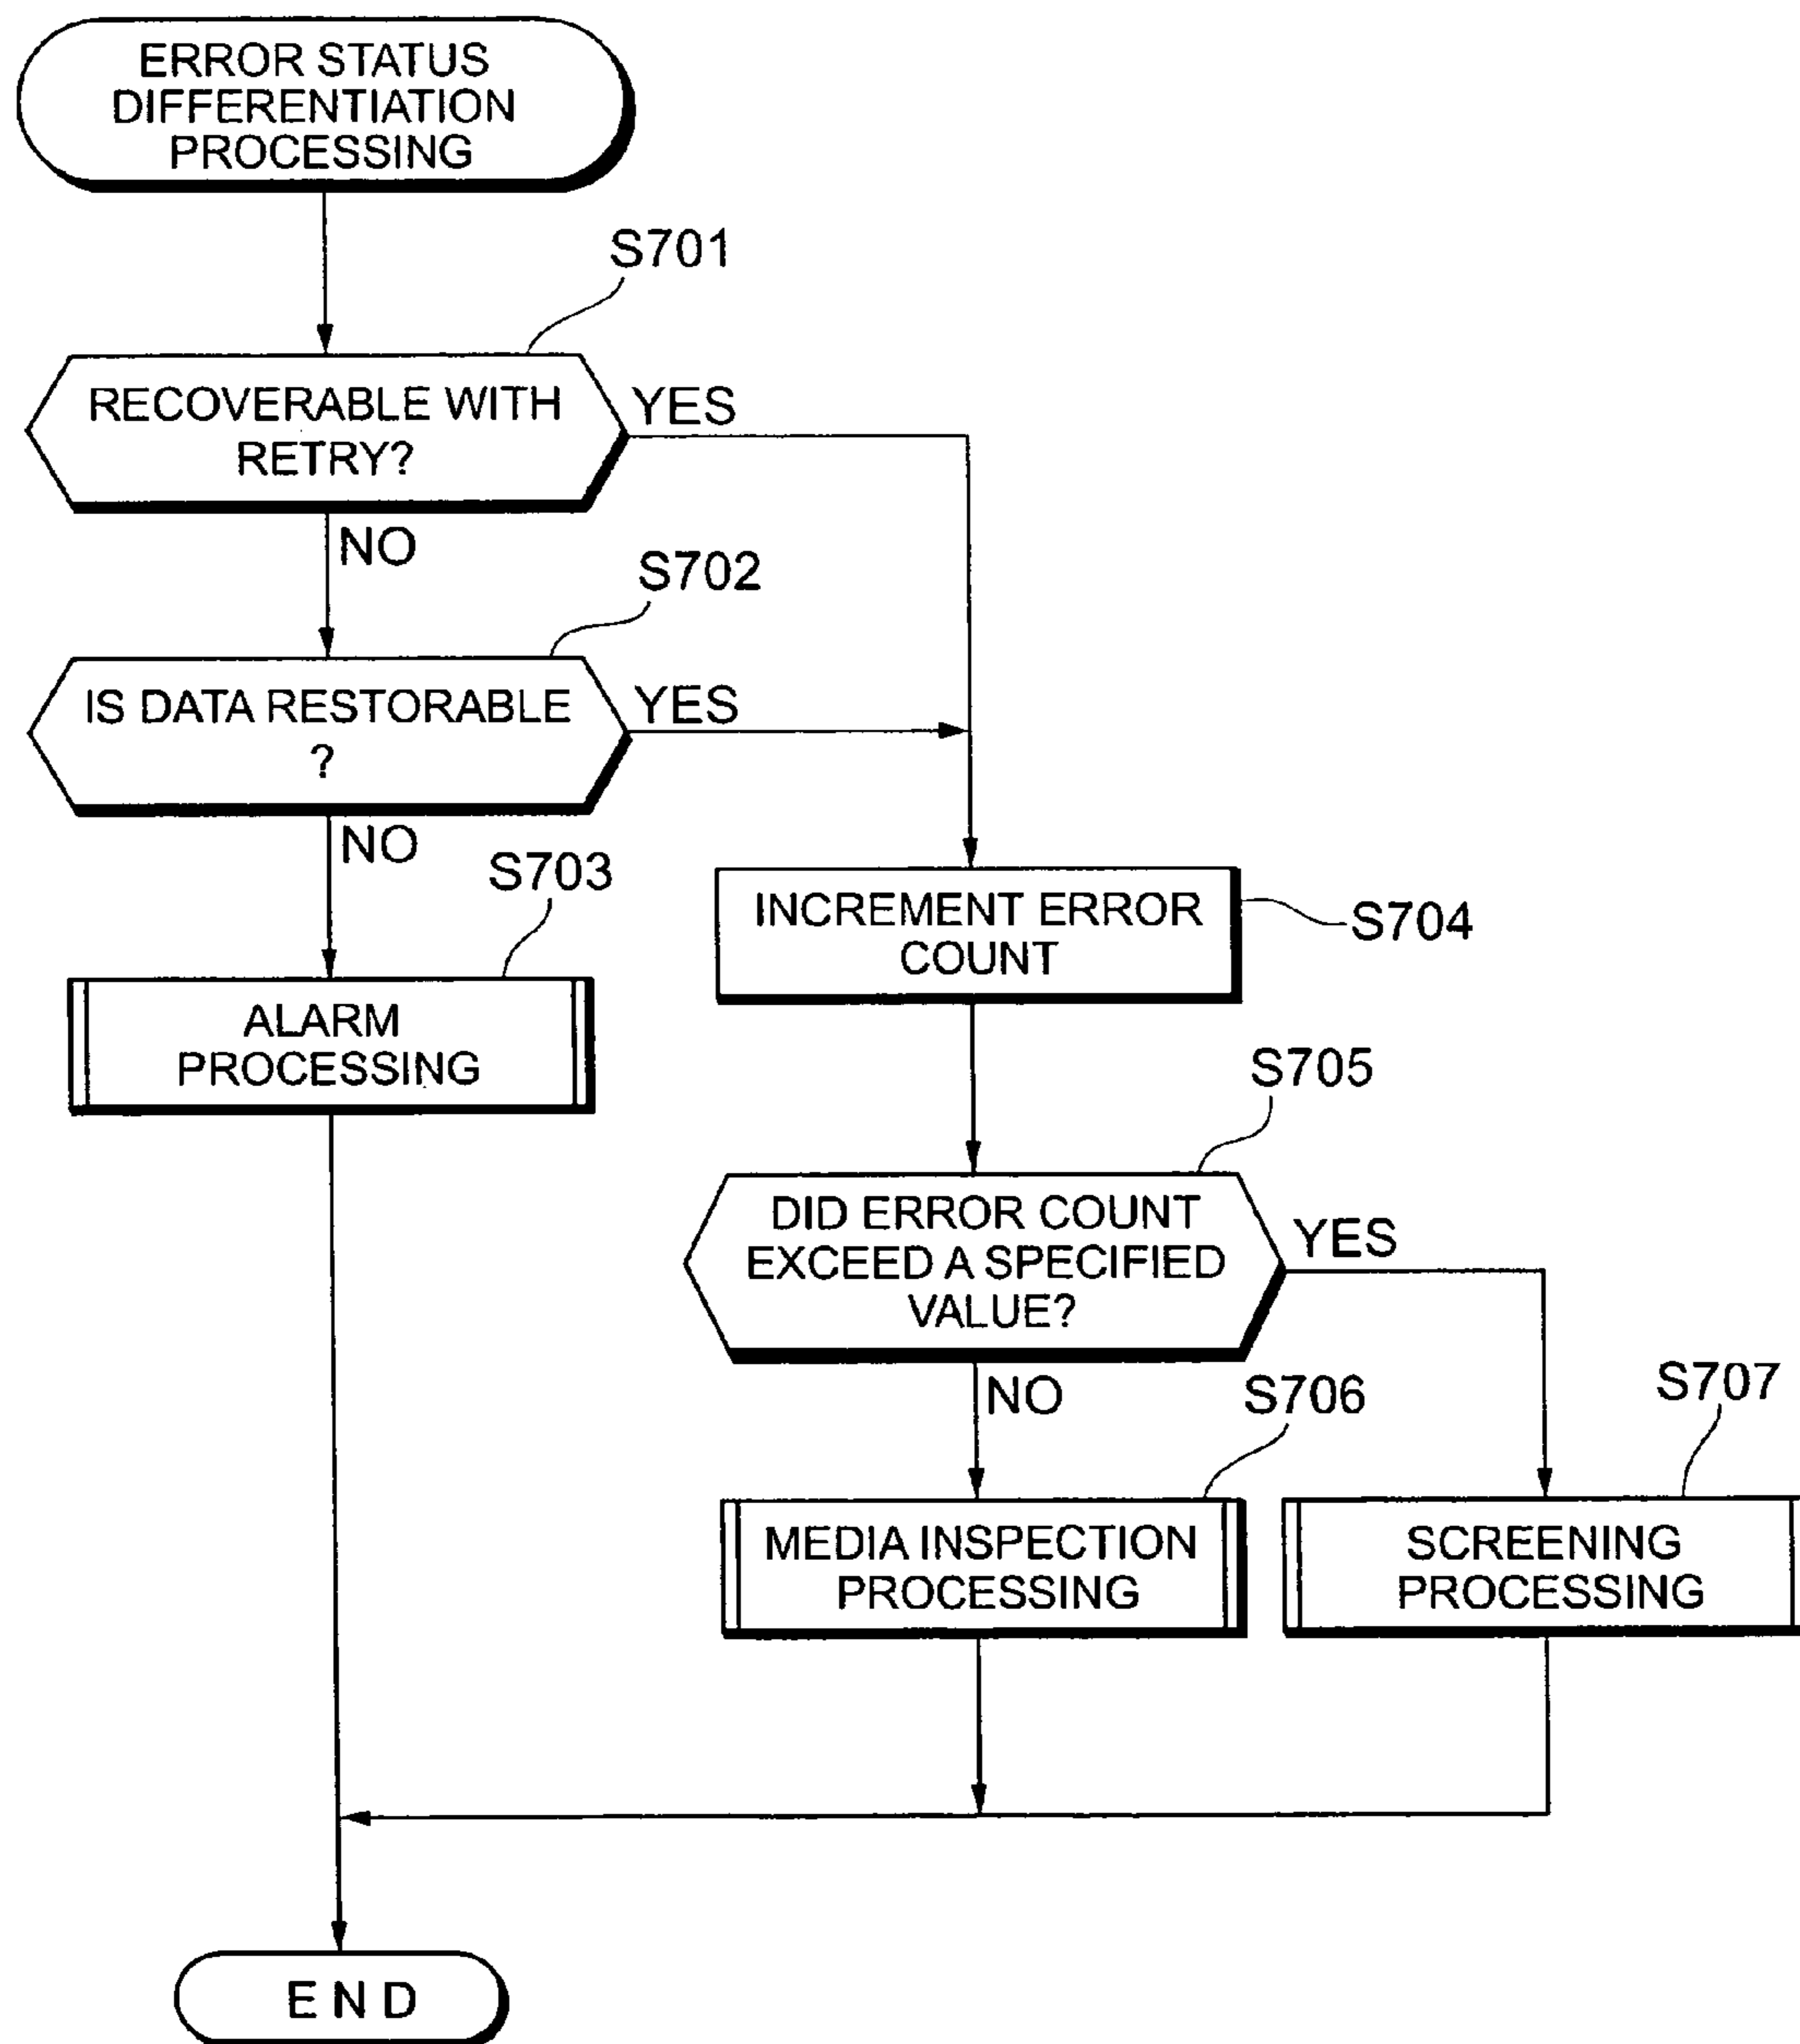 ERROR STATUS
DIFFERENTIATION
PROCESSING
S701
RECOVERABLE WITH
RETRY?
YES
NO
S702
IS DATA RESTORABLE
?
YES
NO
S703
ALARM
PROCESSING
INCREMENT ERROR
COUNT
S704
S705
DID ERROR COUNT
EXCEED A SPECIFIED
VALUE?
YES
NO
S706
MEDIA INSPECTION
PROCESSING
S707
SCREENING
PROCESSING
END